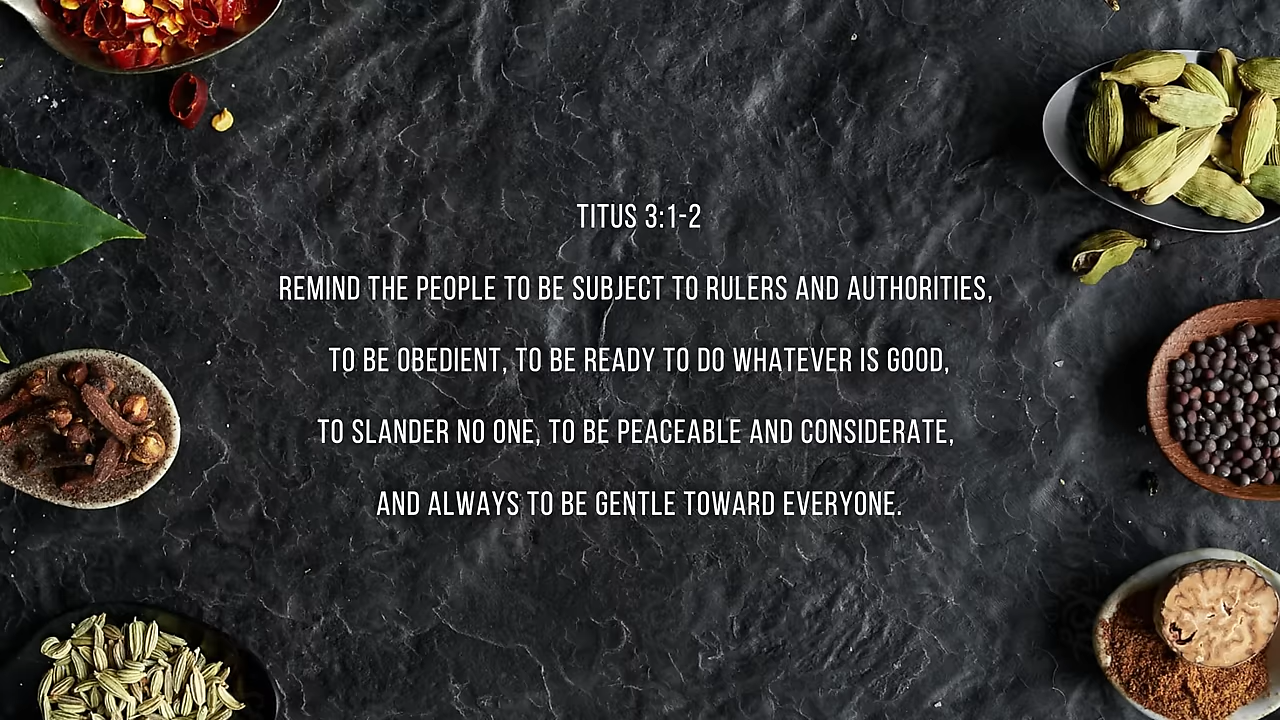 TITUS 3:1-2
REMIND THE PEOPLE TO BE SUBJECT TO RULERS AND AUTHORITIES,
TO BE OBEDIENT, TO BE READY TO DO WHATEVER IS GOOD,
TO SLANDER NO ONE, TO BE PEACEABLE AND CONSIDERATE,
AND ALWAYS TO BE GENTLE TOWARD EVERYONE.